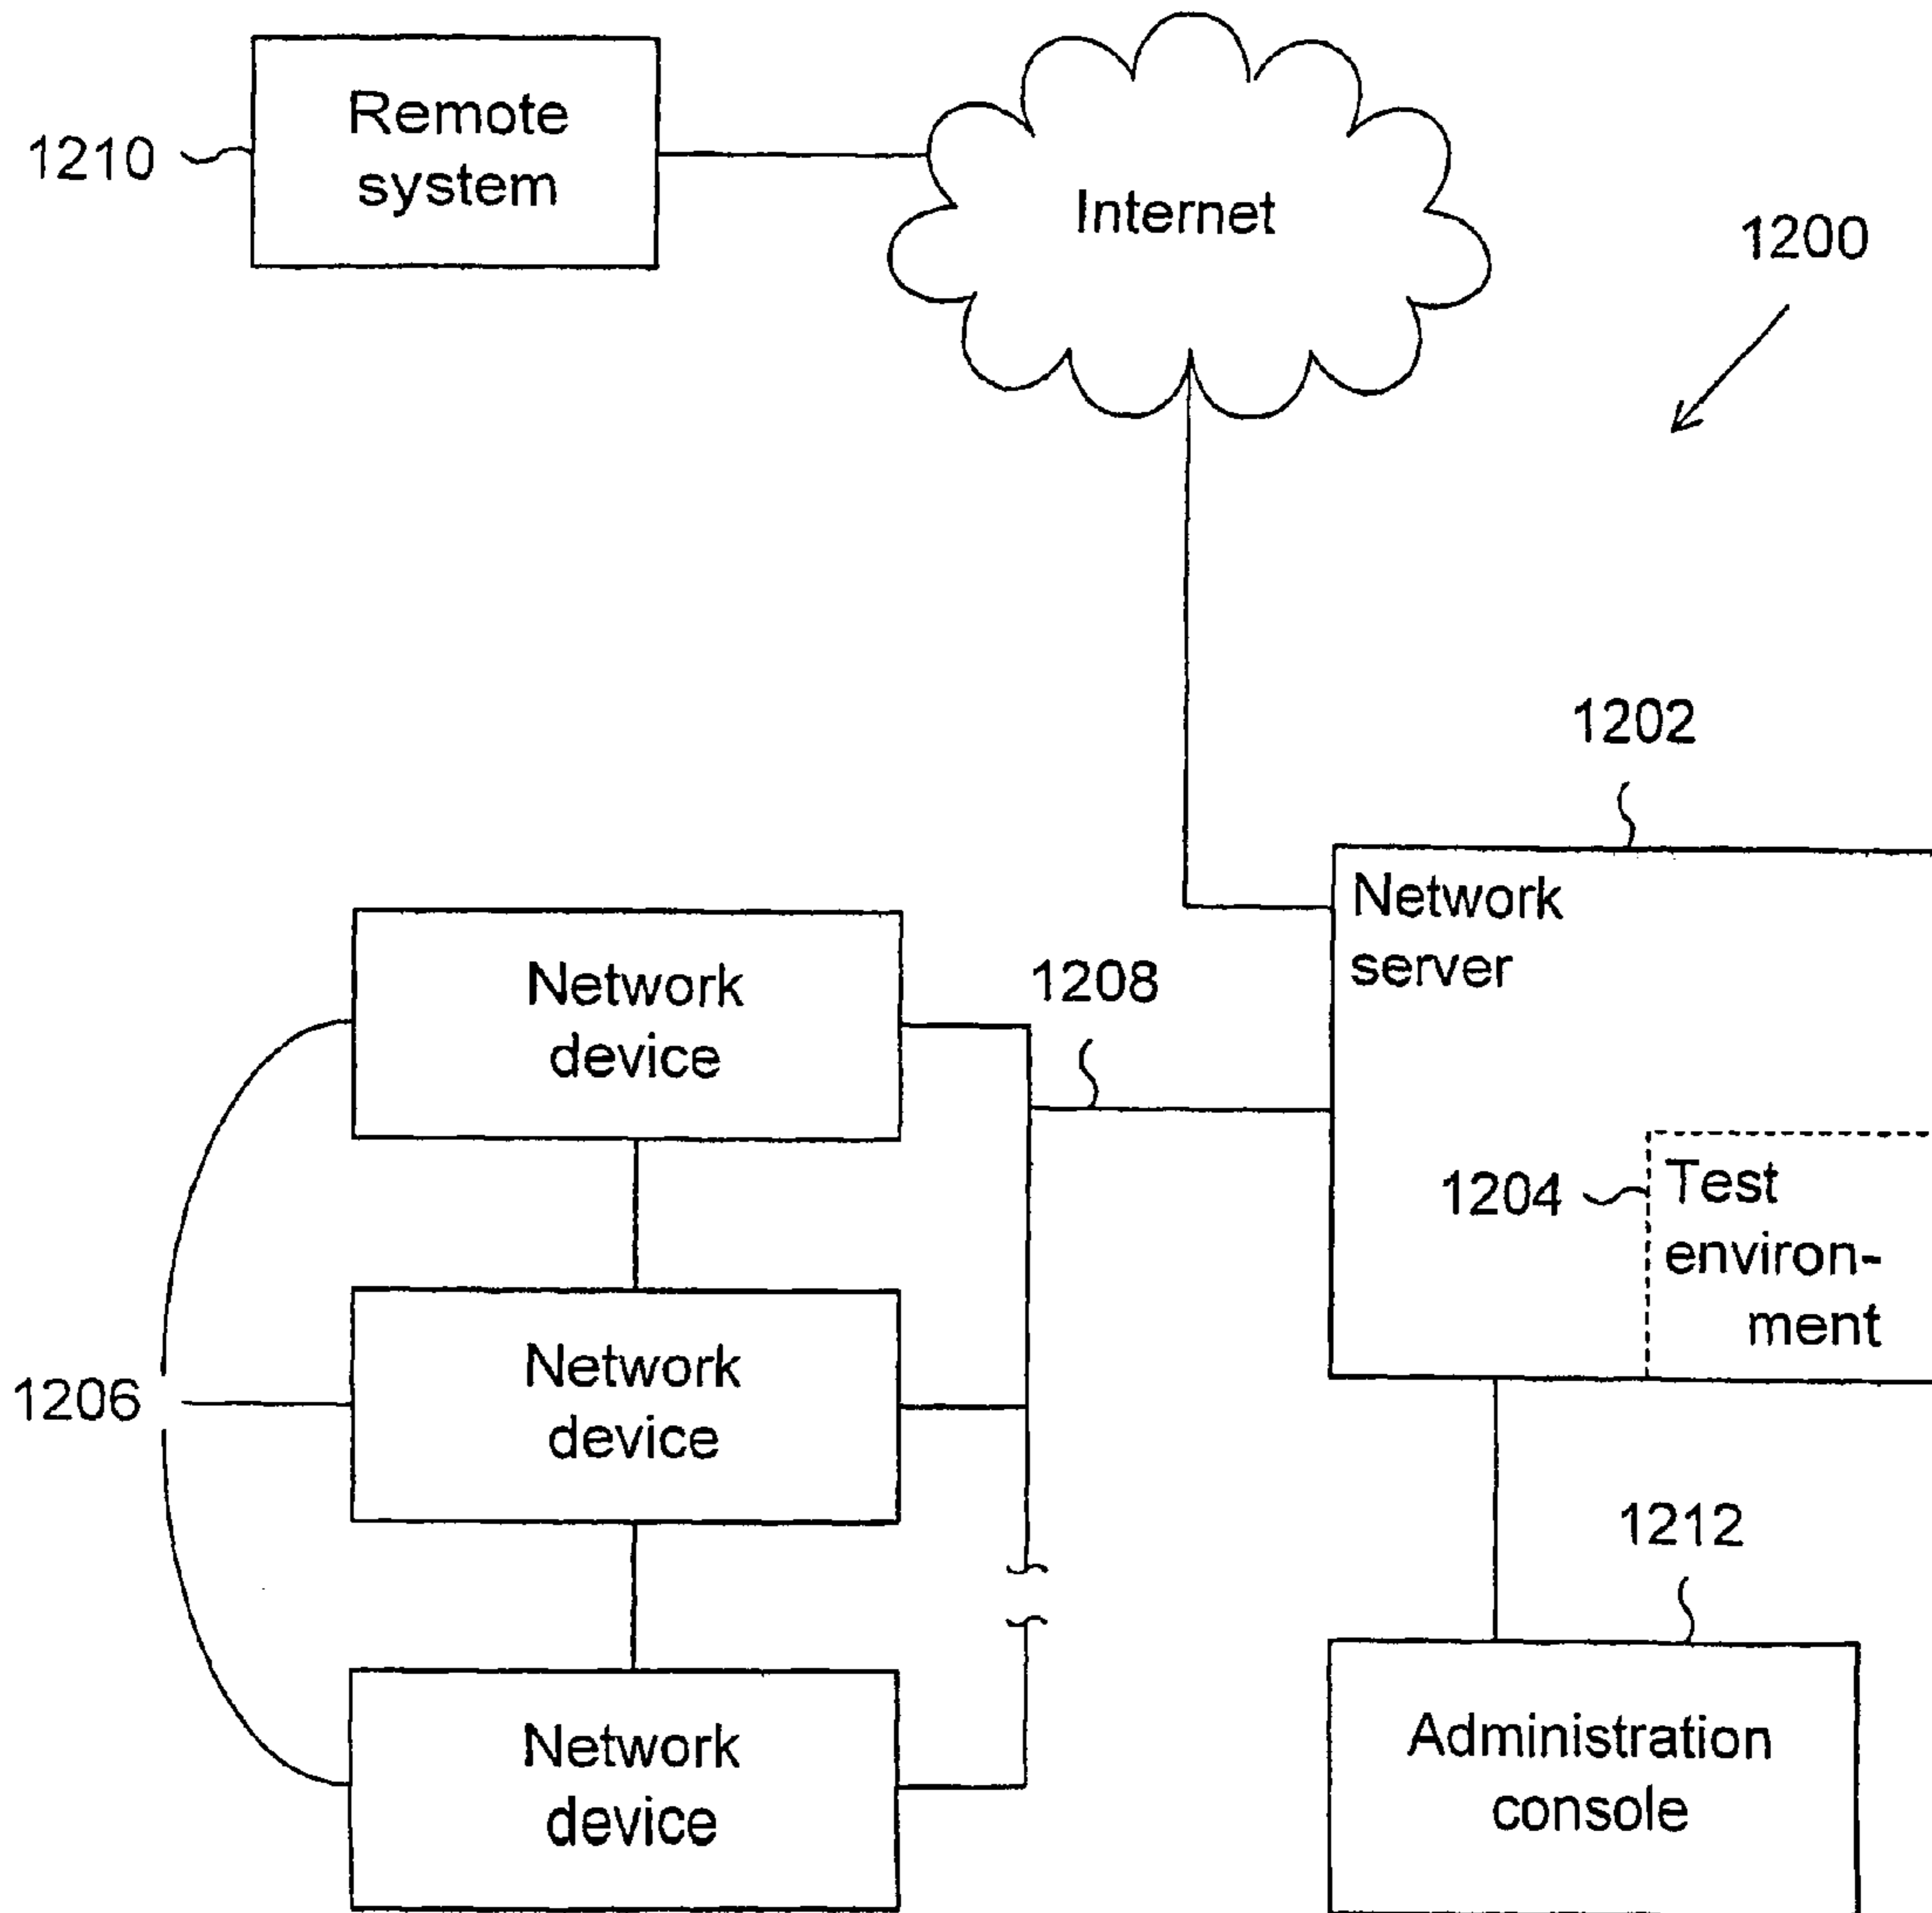 1210
Remote
system
Internet
1200
1202
Network
server
1208
Network
device
1204
Test
environ-
ment
1206
Network
device
1212
Network
device
Administration
console